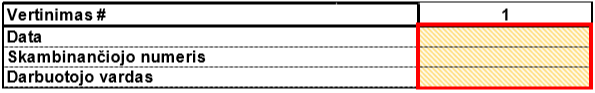 Vertinimas # 1
Data
Skambinančiojo numeris
Darbuotojo vardas